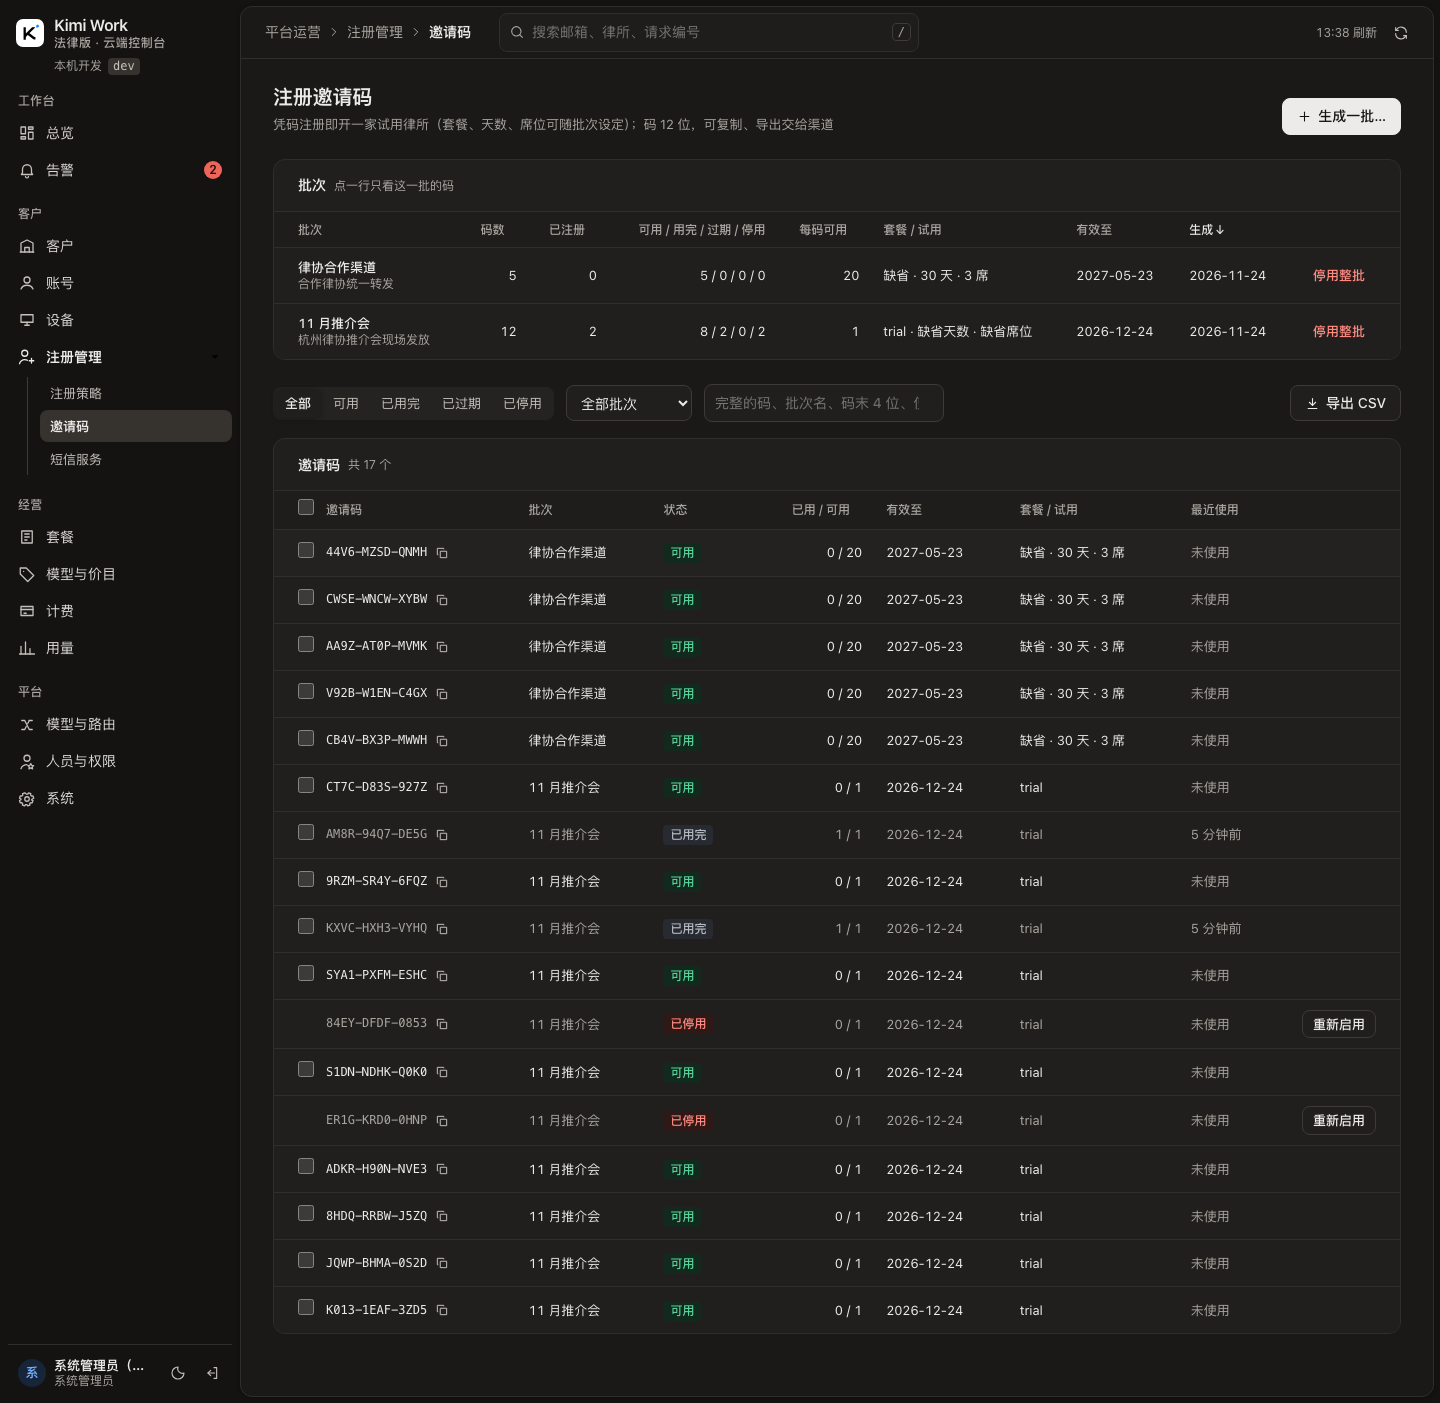 Kimi Work
法律版 · 云端控制台
本机开发 dev
工作台
总览
告警 2
客户
客户
账号
设备
注册管理
注册策略
邀请码
短信服务
经营
套餐
模型与价目
计费
用量
平台
模型与路由
人员与权限
系统
系统管理员（...
系统管理员
平台运营 > 注册管理 > 邀请码
搜索邮箱、律所、请求编号 /
13:38 刷新
注册邀请码
凭码注册即开一家试用律所（套餐、天数、席位可随批次设定）；码 12 位，可复制、导出交给渠道
+ 生成一批...
批次 点一行只看这一批的码
批次 码数 已注册 可用 / 用完 / 过期 / 停用 每码可用 套餐 / 试用 有效至 生成↓
律协合作渠道 5 0 5 / 0 / 0 / 0 20 缺省 · 30 天 · 3 席 2027-05-23 2026-11-24 停用整批
合作律协统一转发
11 月推介会 12 2 8 / 2 / 0 / 2 1 trial · 缺省天数 · 缺省席位 2026-12-24 2026-11-24 停用整批
杭州律协推介会现场发放
全部 可用 已用完 已过期 已停用 全部批次 完整的码、批次名、码末 4 位、 导出 CSV
邀请码 共 17 个
邀请码 批次 状态 已用 / 可用 有效至 套餐 / 试用 最近使用
44V6-MZSD-QNMH 律协合作渠道 可用 0 / 20 2027-05-23 缺省 · 30 天 · 3 席 未使用
CWSE-WNCW-XYBW 律协合作渠道 可用 0 / 20 2027-05-23 缺省 · 30 天 · 3 席 未使用
AA9Z-AT0P-MVMK 律协合作渠道 可用 0 / 20 2027-05-23 缺省 · 30 天 · 3 席 未使用
V92B-W1EN-C4GX 律协合作渠道 可用 0 / 20 2027-05-23 缺省 · 30 天 · 3 席 未使用
CB4V-BX3P-MWWH 律协合作渠道 可用 0 / 20 2027-05-23 缺省 · 30 天 · 3 席 未使用
CT7C-D83S-927Z 11 月推介会 可用 0 / 1 2026-12-24 trial 未使用
AM8R-94Q7-DE5G 11 月推介会 已用完 1 / 1 2026-12-24 trial 5 分钟前
9RZM-SR4Y-6FQZ 11 月推介会 可用 0 / 1 2026-12-24 trial 未使用
KXVC-HXH3-VYHQ 11 月推介会 已用完 1 / 1 2026-12-24 trial 5 分钟前
SYA1-PXFM-ESHC 11 月推介会 可用 0 / 1 2026-12-24 trial 未使用
84EY-DFDF-0853 11 月推介会 已停用 0 / 1 2026-12-24 trial 未使用 重新启用
S1DN-NDHK-Q0K0 11 月推介会 可用 0 / 1 2026-12-24 trial 未使用
ER1G-KRD0-0HNP 11 月推介会 已停用 0 / 1 2026-12-24 trial 未使用 重新启用
ADKR-H90N-NVE3 11 月推介会 可用 0 / 1 2026-12-24 trial 未使用
8HDQ-RRBW-J5ZQ 11 月推介会 可用 0 / 1 2026-12-24 trial 未使用
JQWP-BHMA-0S2D 11 月推介会 可用 0 / 1 2026-12-24 trial 未使用
K013-1EAF-3ZD5 11 月推介会 可用 0 / 1 2026-12-24 trial 未使用